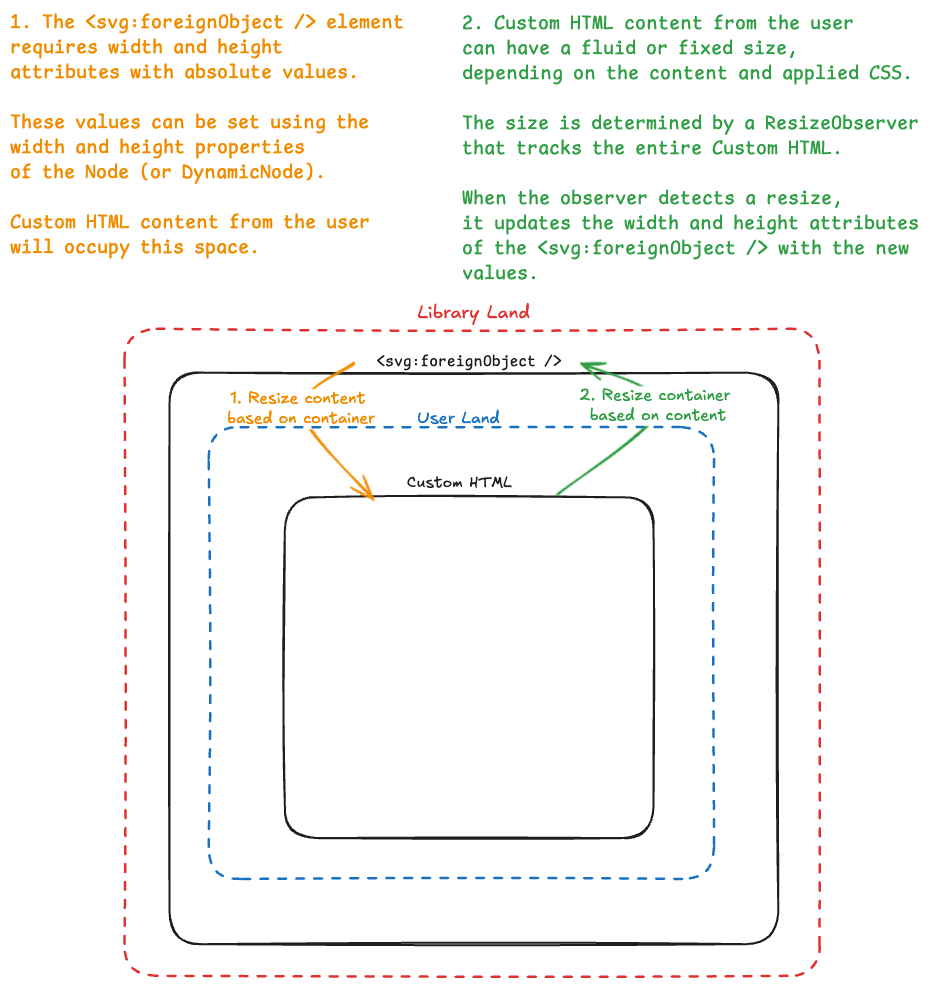 1. The <svg:foreignObject /> element
requires width and height
attributes with absolute values.
These values can be set using the
width and height properties
of the Node (or DynamicNode).
Custom HTML content from the user
will occupy this space.
2. Custom HTML content from the user
can have a fluid or fixed size,
depending on the content and applied CSS.
The size is determined by a ResizeObserver
that tracks the entire Custom HTML.
When the observer detects a resize,
it updates the width and height attributes
of the <svg:foreignObject /> with the new
values.
Library Land
<svg:foreignObject />
1. Resize content
based on container
2. Resize container
based on content
User Land
Custom HTML